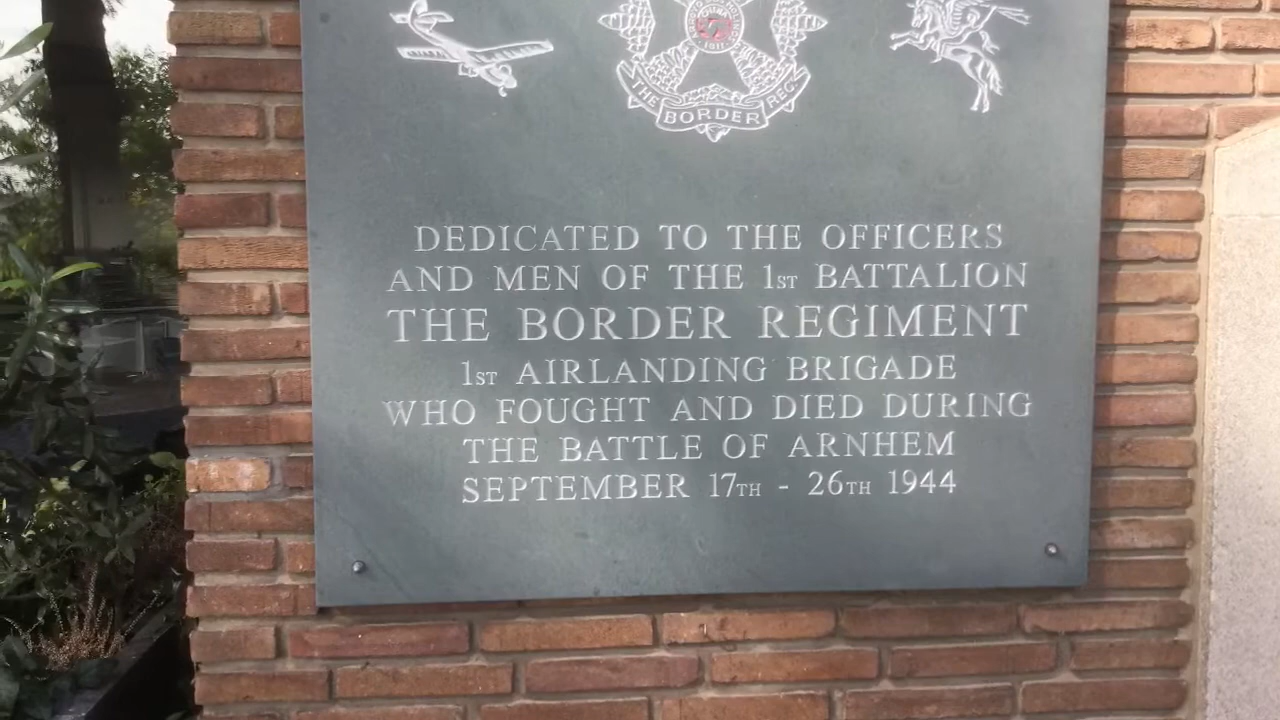 THE BORDER REGT
DEDICATED TO THE OFFICERS
AND MEN OF THE 1ST BATTALION
THE BORDER REGIMENT
1ST AIRLANDING BRIGADE
WHO FOUGHT AND DIED DURING
THE BATTLE OF ARNHEM
SEPTEMBER 17TH - 26TH 1944